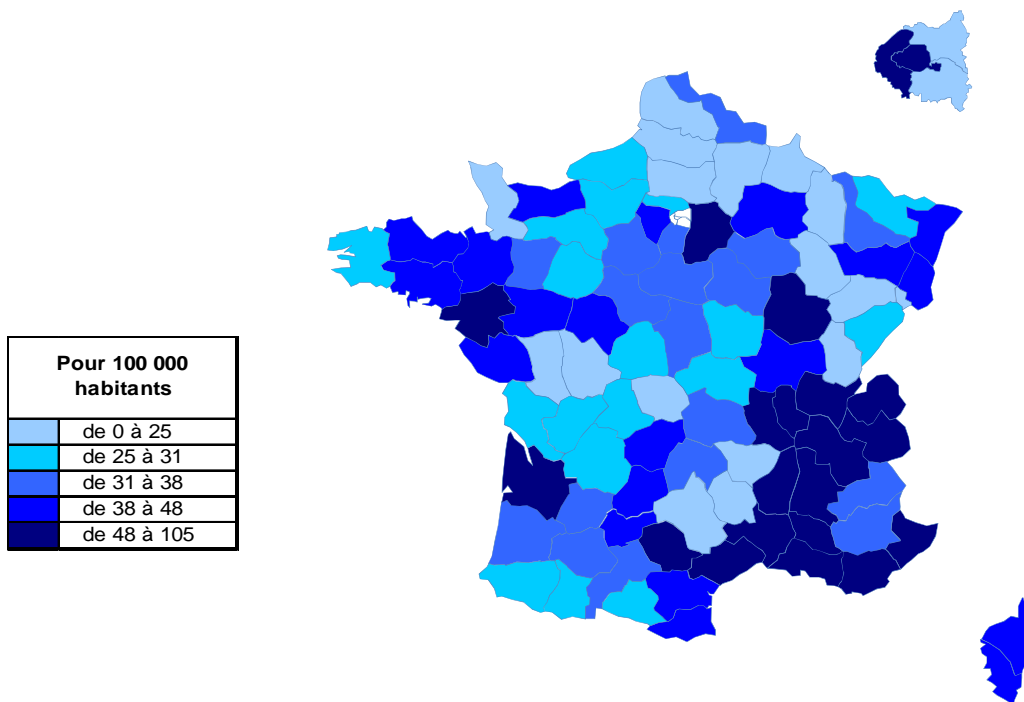 Pour 100 000
habitants
de 0 à 25
de 25 à 31
de 31 à 38
de 38 à 48
de 48 à 105